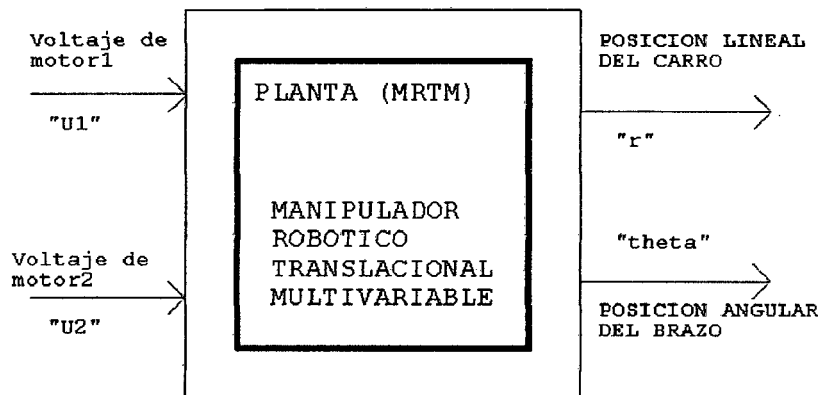 Voltaje de
motor1
"U1"
Voltaje de
motor2
"U2"
PLANTA (MRTM)
MANIPULADOR
ROBOTICO
TRANSLACIONAL
MULTIVARIABLE
POSICION LINEAL
DEL CARRO
"r"
"theta"
POSICION ANGULAR
DEL BRAZO